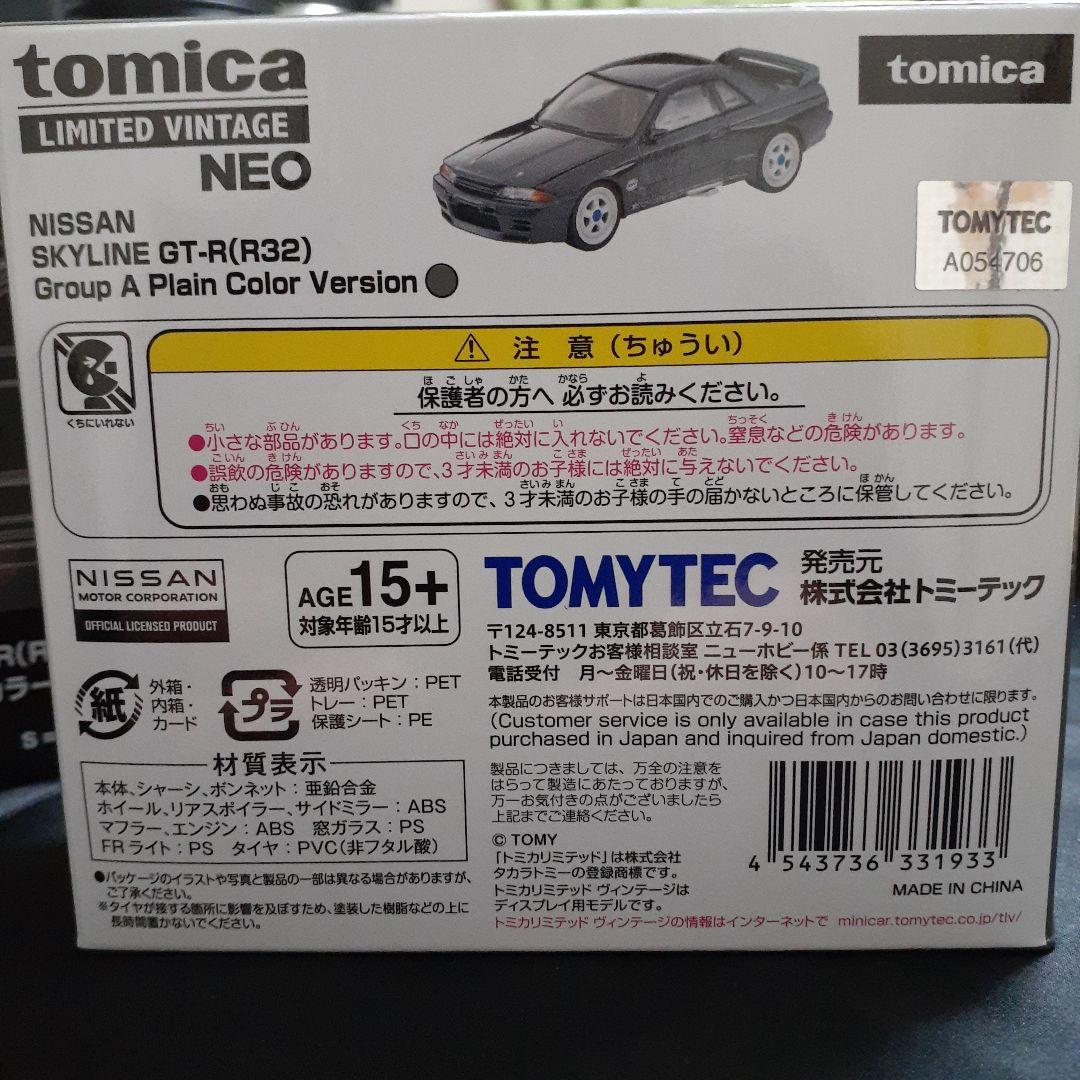 tomica
LIMITED VINTAGE
NEO
tomica
NISSAN
SKYLINE GT-R(R32)
Group A Plain Color Version
TOMYTEC
A054706
くちにいれない
注 意 (ちゅうい)
保護者の方へ 必ずお読みください。
●小さな部品があります。口の中には絶対に入れないでください。窒息などの危険があります。
●誤飲の危険がありますので、3才未満のお子様には絶対に与えないでください。
●思わぬ事故の恐れがありますので、3才未満のお子様の手の届かないところに保管してください。
NISSAN
MOTOR CORPORATION
OFFICIAL LICENSED PRODUCT
AGE 15+
対象年齢15才以上
TOMYTEC
発売元
株式会社トミーテック
〒124-8511 東京都葛飾区立石7-9-10
トミーテックお客様相談室 ニューホビー係 TEL 03(3695)3161(代)
電話受付 月~金曜日(祝・休日を除く)10~17時
紙
外箱・
内箱・
カード
プラ
透明パッキン:PET
トレー:PET
保護シート:PE
本製品のお客様サポートは日本国内でのご購入かつ日本国内からのお問い合わせに限ります。
(Customer service is only available in case this product
purchased in Japan and inquired from Japan domestic.)
材質表示
本体、シャーシ、ボンネット:亜鉛合金
ホイール、リアスポイラー、サイドミラー:ABS
マフラー、エンジン:ABS 窓ガラス:PS
FRライト:PS タイヤ:PVC(非フタル酸)
●パッケージのイラストや写真と製品の一部は異なる場合がありますが、
ご了承ください。
※タイヤが接する箇所に影響を及ぼすため、塗装した樹脂などの上に
長時間置かないでください。
製品につきましては、万全の注意を
はらって製造にあたっておりますが、
万一お気付きの点がございましたら
上記までご連絡ください。
© TOMY
「トミカリミテッド」は株式会社
タカラトミーの登録商標です。
トミカリミテッド ヴィンテージは
ディスプレイ用モデルです。
トミカリミテッド ヴィンテージの情報はインターネットで minicar.tomytec.co.jp/tlv/
4 543736 331933
MADE IN CHINA